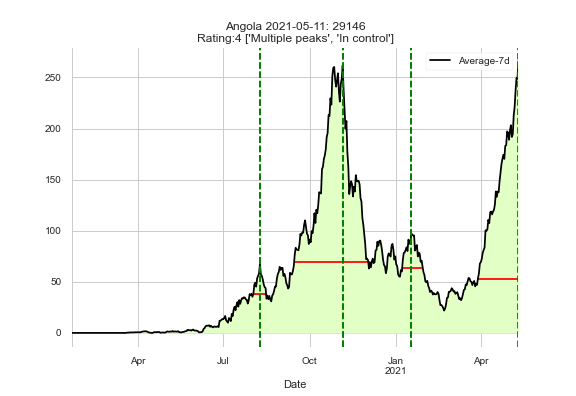 Angola 2021-05-11: 29146
Rating:4 ['Multiple peaks', 'In control']
Average-7d
250
200
150
100
50
0
Apr
Jul
Oct
Jan
2021
Apr
Date